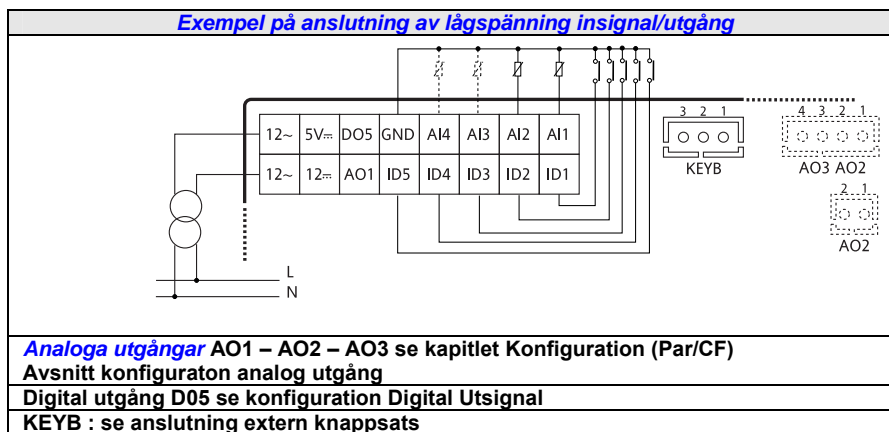 Exempel på anslutning av lågspänning insignal/utgång
3 2 1
4 3 2 1
12~ 5V⎓ DO5 GND AI4 AI3 AI2 AI1
KEYB
AO3 AO2
12~ 12⎓ AO1 ID5 ID4 ID3 ID2 ID1
2 1
AO2
L
N
Analoga utgångar AO1 – AO2 – AO3 se kapitlet Konfiguration (Par/CF)
Avsnitt konfiguraton analog utgång
Digital utgång D05 se konfiguration Digital Utsignal
KEYB : se anslutning extern knappsats